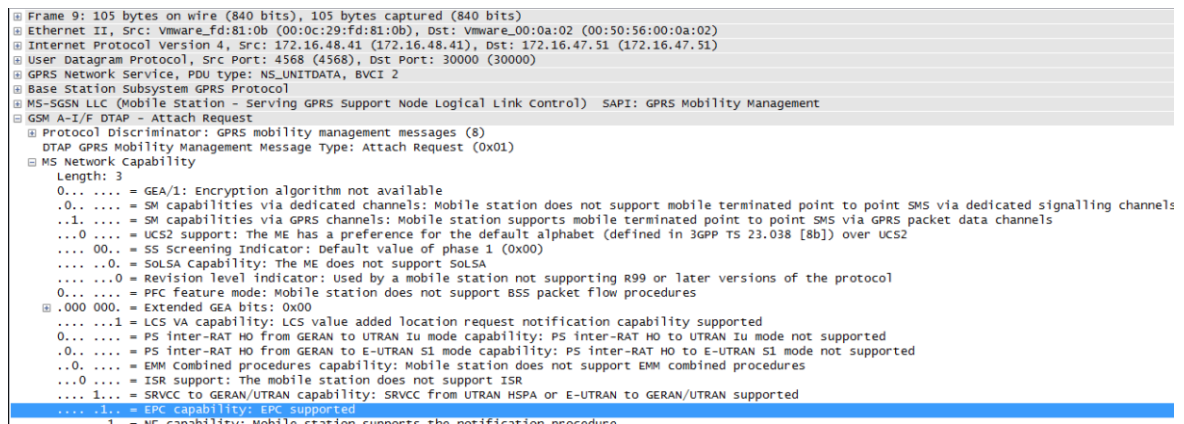 Frame 9: 105 bytes on wire (840 bits), 105 bytes captured (840 bits)
Ethernet II, Src: Vmware_fd:81:0b (00:0c:29:fd:81:0b), Dst: Vmware_00:0a:02 (00:50:56:00:0a:02)
Internet Protocol Version 4, Src: 172.16.48.41 (172.16.48.41), Dst: 172.16.47.51 (172.16.47.51)
User Datagram Protocol, Src Port: 4568 (4568), Dst Port: 30000 (30000)
GPRS Network Service, PDU type: NS_UNITDATA, BVCI 2
Base Station Subsystem GPRS Protocol
MS-SGSN LLC (Mobile Station - Serving GPRS Support Node Logical Link Control)  SAPI: GPRS Mobility Management
GSM A-I/F DTAP - Attach Request
Protocol Discriminator: GPRS mobility management messages (8)
DTAP GPRS Mobility Management Message Type: Attach Request (0x01)
MS Network Capability
Length: 3
0... .... = GEA/1: Encryption algorithm not available
.0.. .... = SM capabilities via dedicated channels: Mobile station does not support mobile terminated point to point SMS via dedicated signalling channels
..1. .... = SM capabilities via GPRS channels: Mobile station supports mobile terminated point to point SMS via GPRS packet data channels
...0 .... = UCS2 support: The ME has a preference for the default alphabet (defined in 3GPP TS 23.038 [8b]) over UCS2
.... 00.. = SS Screening Indicator: Default value of phase 1 (0x00)
.... ..0. = SoLSA Capability: The ME does not support SoLSA
.... ...0 = Revision level indicator: Used by a mobile station not supporting R99 or later versions of the protocol
0... .... = PFC feature mode: Mobile station does not support BSS packet flow procedures
.000 000. = Extended GEA bits: 0x00
.... ...1 = LCS VA capability: LCS value added location request notification capability supported
0... .... = PS inter-RAT HO from GERAN to UTRAN Iu mode capability: PS inter-RAT HO to UTRAN Iu mode not supported
.0.. .... = PS inter-RAT HO from GERAN to E-UTRAN S1 mode capability: PS inter-RAT HO to E-UTRAN S1 mode not supported
..0. .... = EMM Combined procedures capability: Mobile station does not support EMM combined procedures
...0 .... = ISR support: The mobile station does not support ISR
.... 1... = SRVCC to GERAN/UTRAN capability: SRVCC from UTRAN HSPA or E-UTRAN to GERAN/UTRAN supported
.... .1.. = EPC capability: EPC supported
.... ..1. = NF capability: Mobile station supports the notification procedure